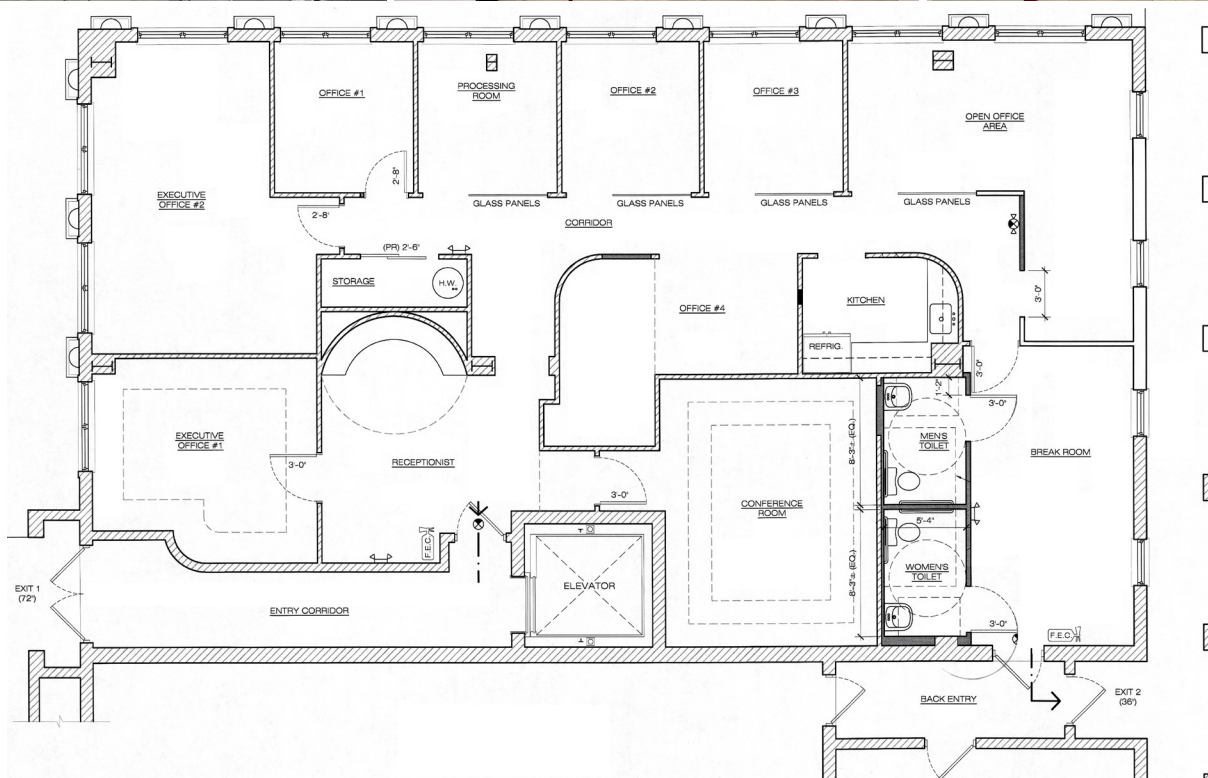 OFFICE #1
PROCESSING
ROOM
OFFICE #2
OFFICE #3
OPEN OFFICE
AREA
2'-8"
EXECUTIVE
OFFICE #2
2'-8"
GLASS PANELS
GLASS PANELS
GLASS PANELS
GLASS PANELS
CORRIDOR
(PR) 2'-6"
STORAGE
H.W.
OFFICE #4
KITCHEN
3'-0"
REFRIG.
3'-0"
1'-2"
3'-0"
EXECUTIVE
OFFICE #1
3'-0"
RECEPTIONIST
8'-3"± (EQ.)
MEN'S
TOILET
BREAK ROOM
3'-0"
CONFERENCE
ROOM
5'-4"
F.E.C.
8'-3"± (EQ.)
WOMEN'S
TOILET
EXIT 1
(72")
ENTRY CORRIDOR
ELEVATOR
3'-0"
F.E.C.
BACK ENTRY
EXIT 2
(36")